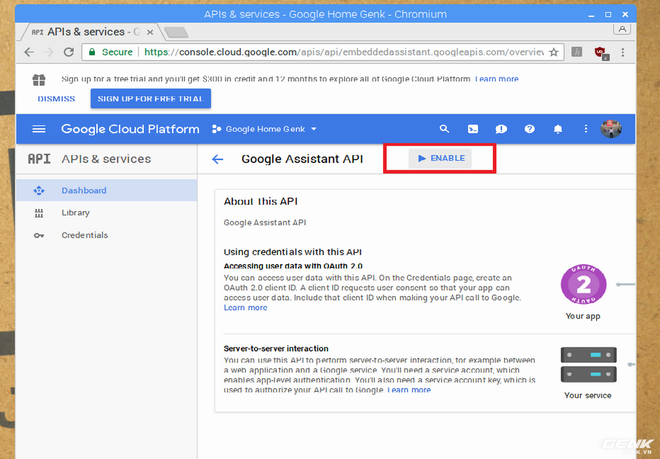 APIs & services - Google Home Genk - Chromium
API APIs & services - G
Secure https://console.cloud.google.com/apis/api/embeddedassistant.googleapis.com/overview
Sign up for a free trial and you'll get $300 in credit and 12 months to explore all of Google Cloud Platform. Learn more
DISMISS
SIGN UP FOR FREE TRIAL
Google Cloud Platform
Google Home Genk
API APIs & services
Google Assistant API
ENABLE
Dashboard
Library
Credentials
About this API
Google Assistant API
Using credentials with this API
Accessing user data with OAuth 2.0
You can access user data with this API. On the Credentials page, create an
OAuth 2.0 client ID. A client ID requests user consent so that your app can
access user data. Include that client ID when making your API call to Google.
Learn more
OAUTH
2
OAUTH
Your app
Server-to-server interaction
You can use this API to perform server-to-server interaction, for example between
a web application and a Google service. You'll need a service account, which
enables app-level authentication. You'll also need a service account key, which is
used to authorize your API call to Google. Learn more
Your service
GENK
GENK.VN